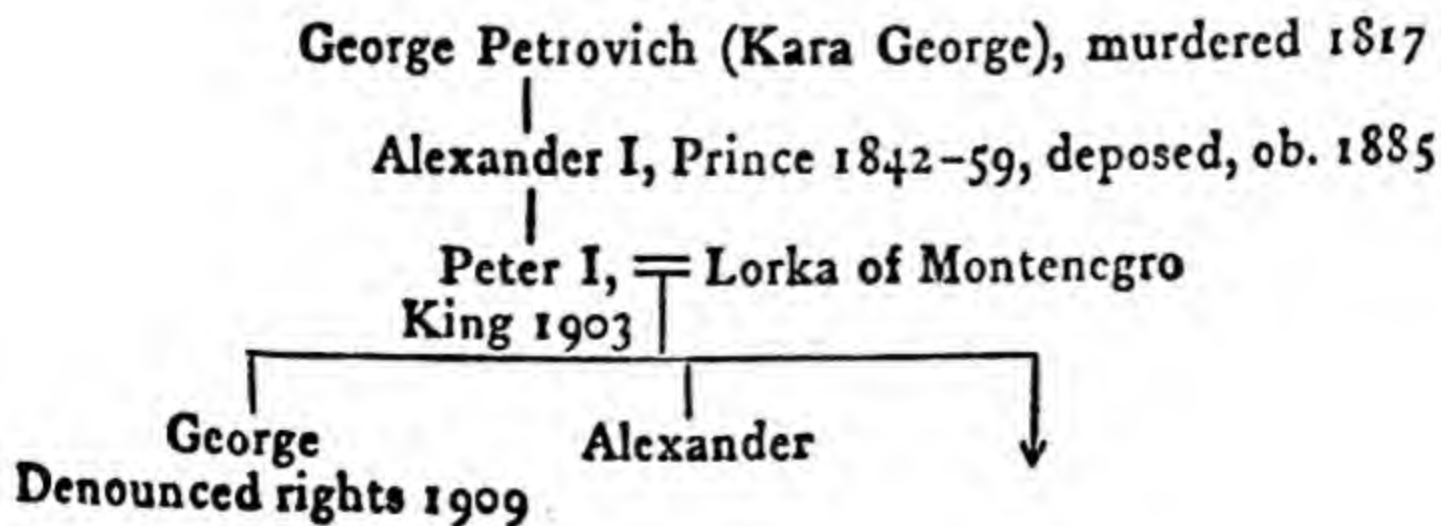 George Petrovich (Kara George), murdered 1817
Alexander I, Prince 1842-59, deposed, ob. 1885
Peter I, = Lorka of Montenegro
King 1903
George
Alexander
Denounced rights 1909